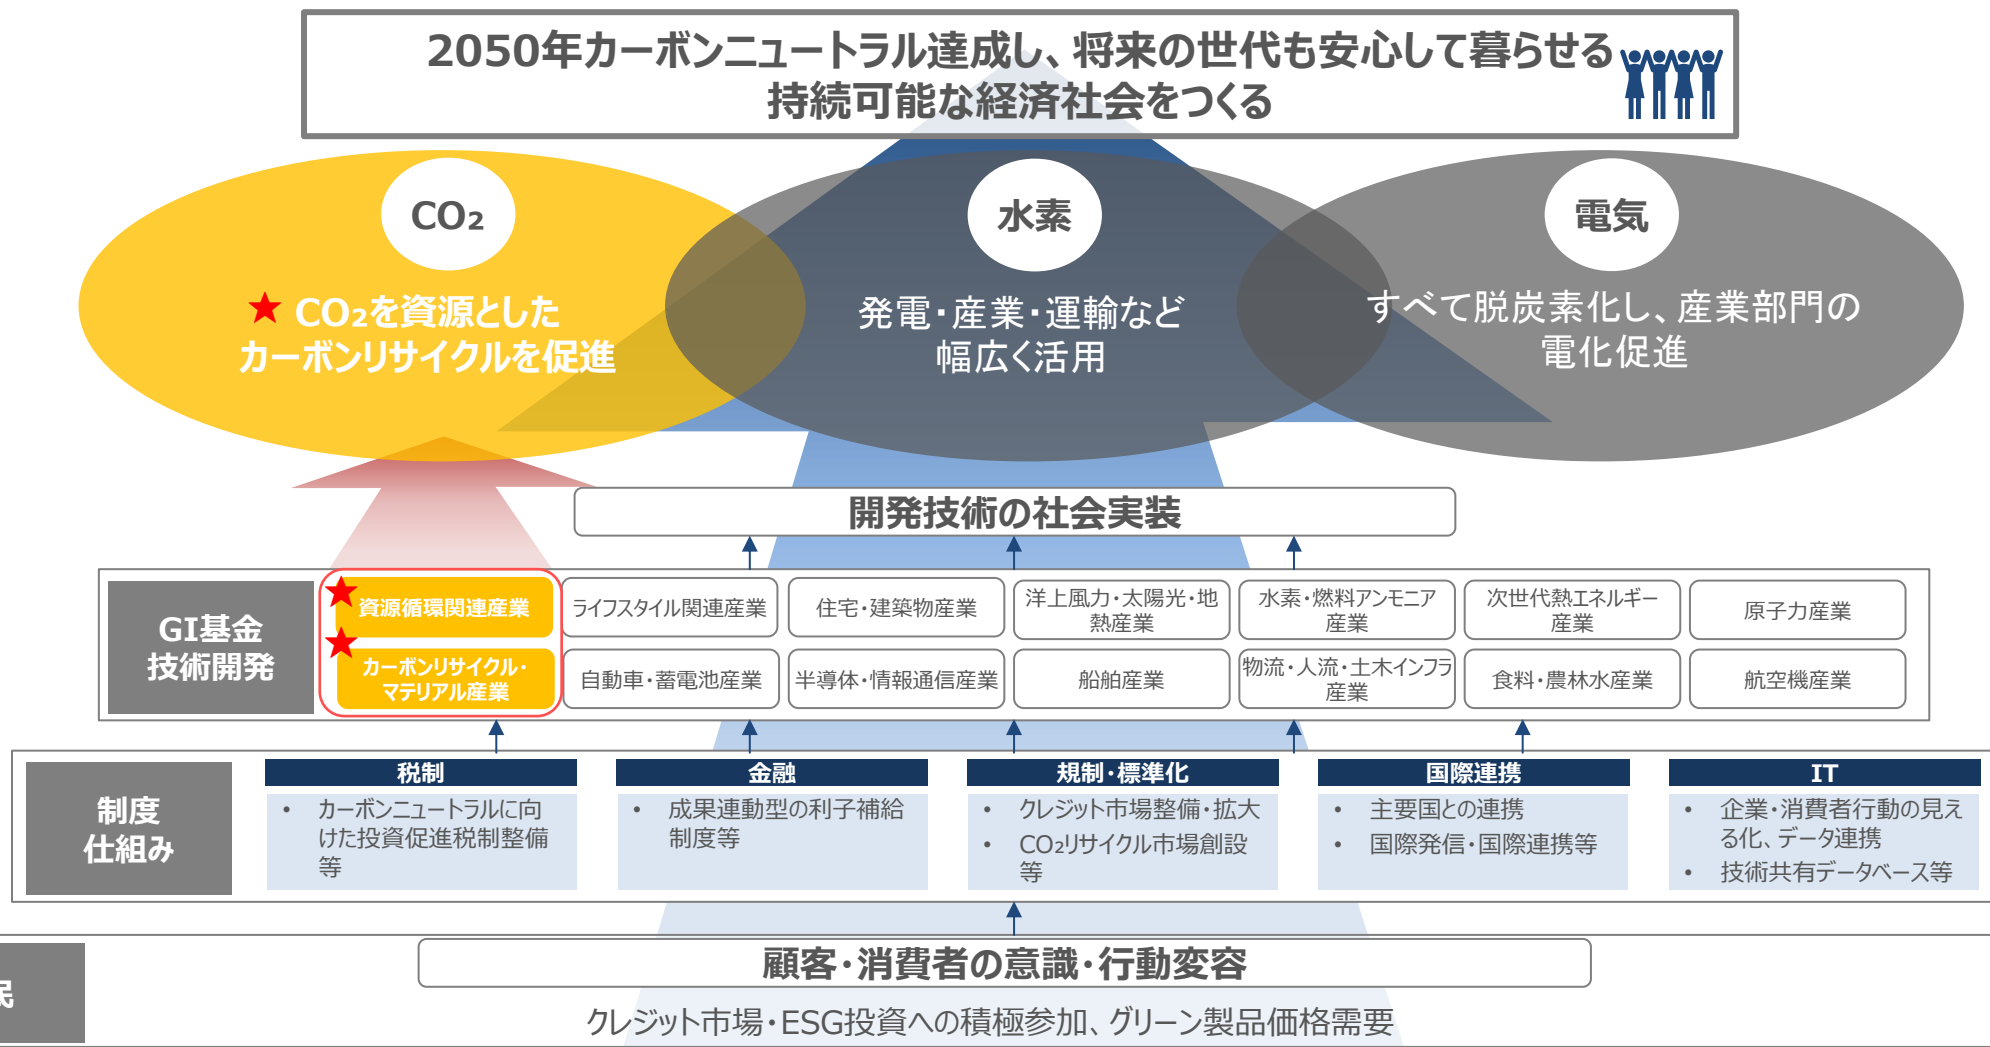 2050年カーボンニュートラル達成し、将来の世代も安心して暮らせる
持続可能な経済社会をつくる
CO₂
水素
電気
★ CO₂を資源とした
カーボンリサイクルを促進
発電・産業・運輸など
幅広く活用
すべて脱炭素化し、産業部門の
電化促進
開発技術の社会実装
GI基金
技術開発
資源循環関連産業
ライフスタイル関連産業
住宅・建築物産業
洋上風力・太陽光・地
熱産業
水素・燃料アンモニア
産業
次世代熱エネルギー
産業
原子力産業
カーボンリサイクル・
マテリアル産業
自動車・蓄電池産業
半導体・情報通信産業
船舶産業
物流・人流・土木インフラ
産業
食料・農林水産業
航空機産業
制度
仕組み
税制
• カーボンニュートラルに向
けた投資促進税制整備
等
金融
• 成果連動型の利子補給
制度等
規制・標準化
• クレジット市場整備・拡大
• CO₂リサイクル市場創設
等
国際連携
• 主要国との連携
• 国際発信・国際連携等
IT
• 企業・消費者行動の見え
る化、データ連携
• 技術共有データベース等
民
顧客・消費者の意識・行動変容
クレジット市場・ESG投資への積極参加、グリーン製品価格需要